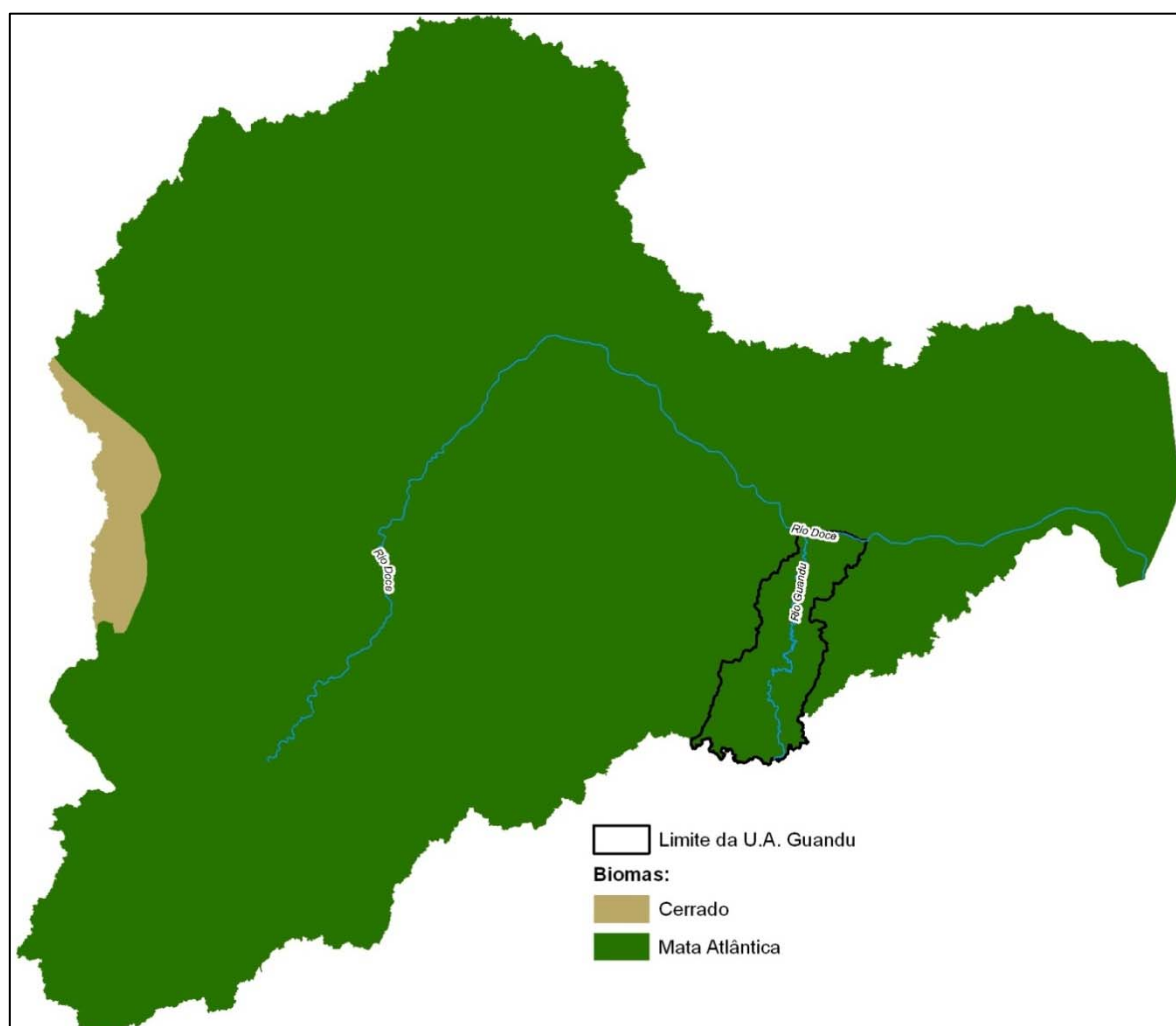 Rio Doce
Rio Doce
Rio Guandu
Limite da U.A. Guandu
Biomas:
Cerrado
Mata Atlântica